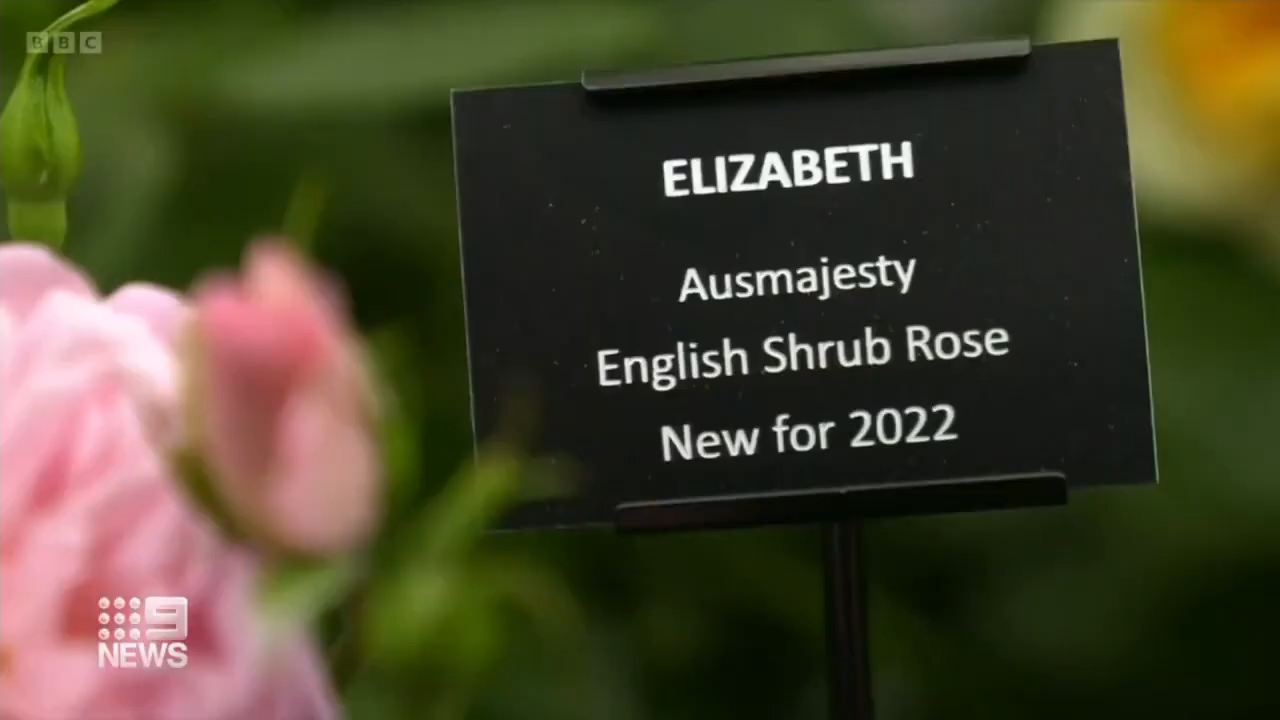 BBC
ELIZABETH
Ausmajesty
English Shrub Rose
New for 2022
9
NEWS